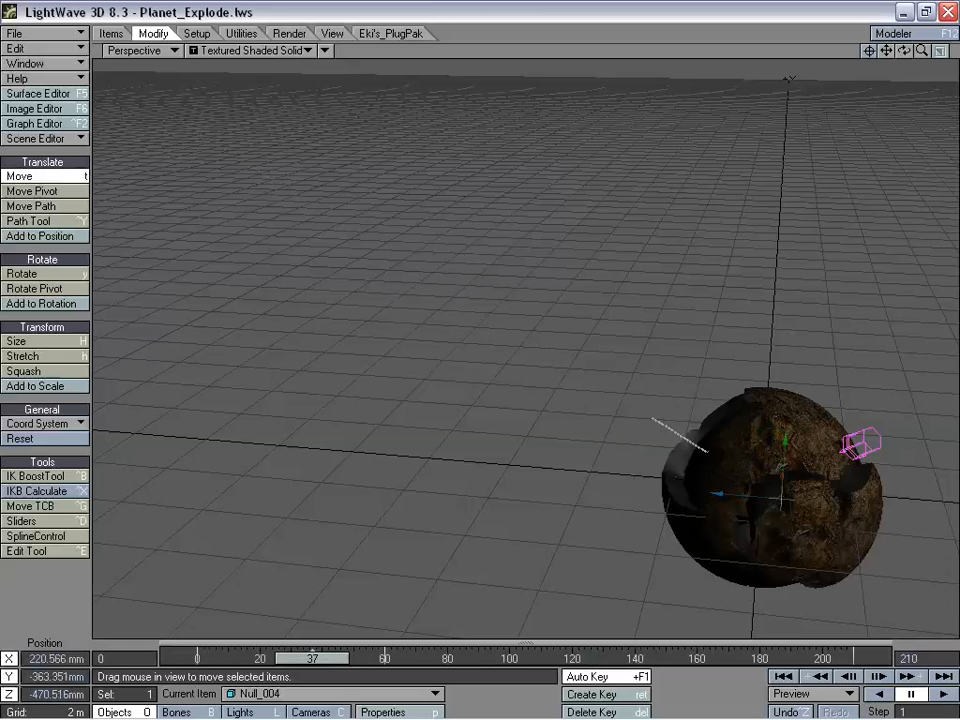 LightWave 3D 8.3 - Planet_Explode.lws
File Items Modify Setup Utilities Render View Eki's_PlugPak Modeler F12
Edit Perspective Textured Shaded Solid
Window
Help
Surface Editor F5
Image Editor F6
Graph Editor ^F2
Scene Editor
Translate
Move t
Move Pivot
Move Path
Path Tool ^Y
Add to Position
Rotate
Rotate y
Rotate Pivot
Add to Rotation
Transform
Size H
Stretch h
Squash
Add to Scale
General
Coord System
Reset
Tools
IK BoostTool ^B
IKB Calculate ^X
Move TCB ^G
Sliders ^D
SplineControl
Edit Tool ^E
Position
X 220.566 mm 0 0 20 37 60 80 100 120 140 160 180 200 210
Y -363.351mm Drag mouse in view to move selected items. Auto Key +F1
Z -470.516mm Sel: 1 Current Item Null_004 Create Key ret Preview
Grid: 2 m Objects O Bones B Lights L Cameras C Properties p Delete Key del Undo ^Z Redo Step 1